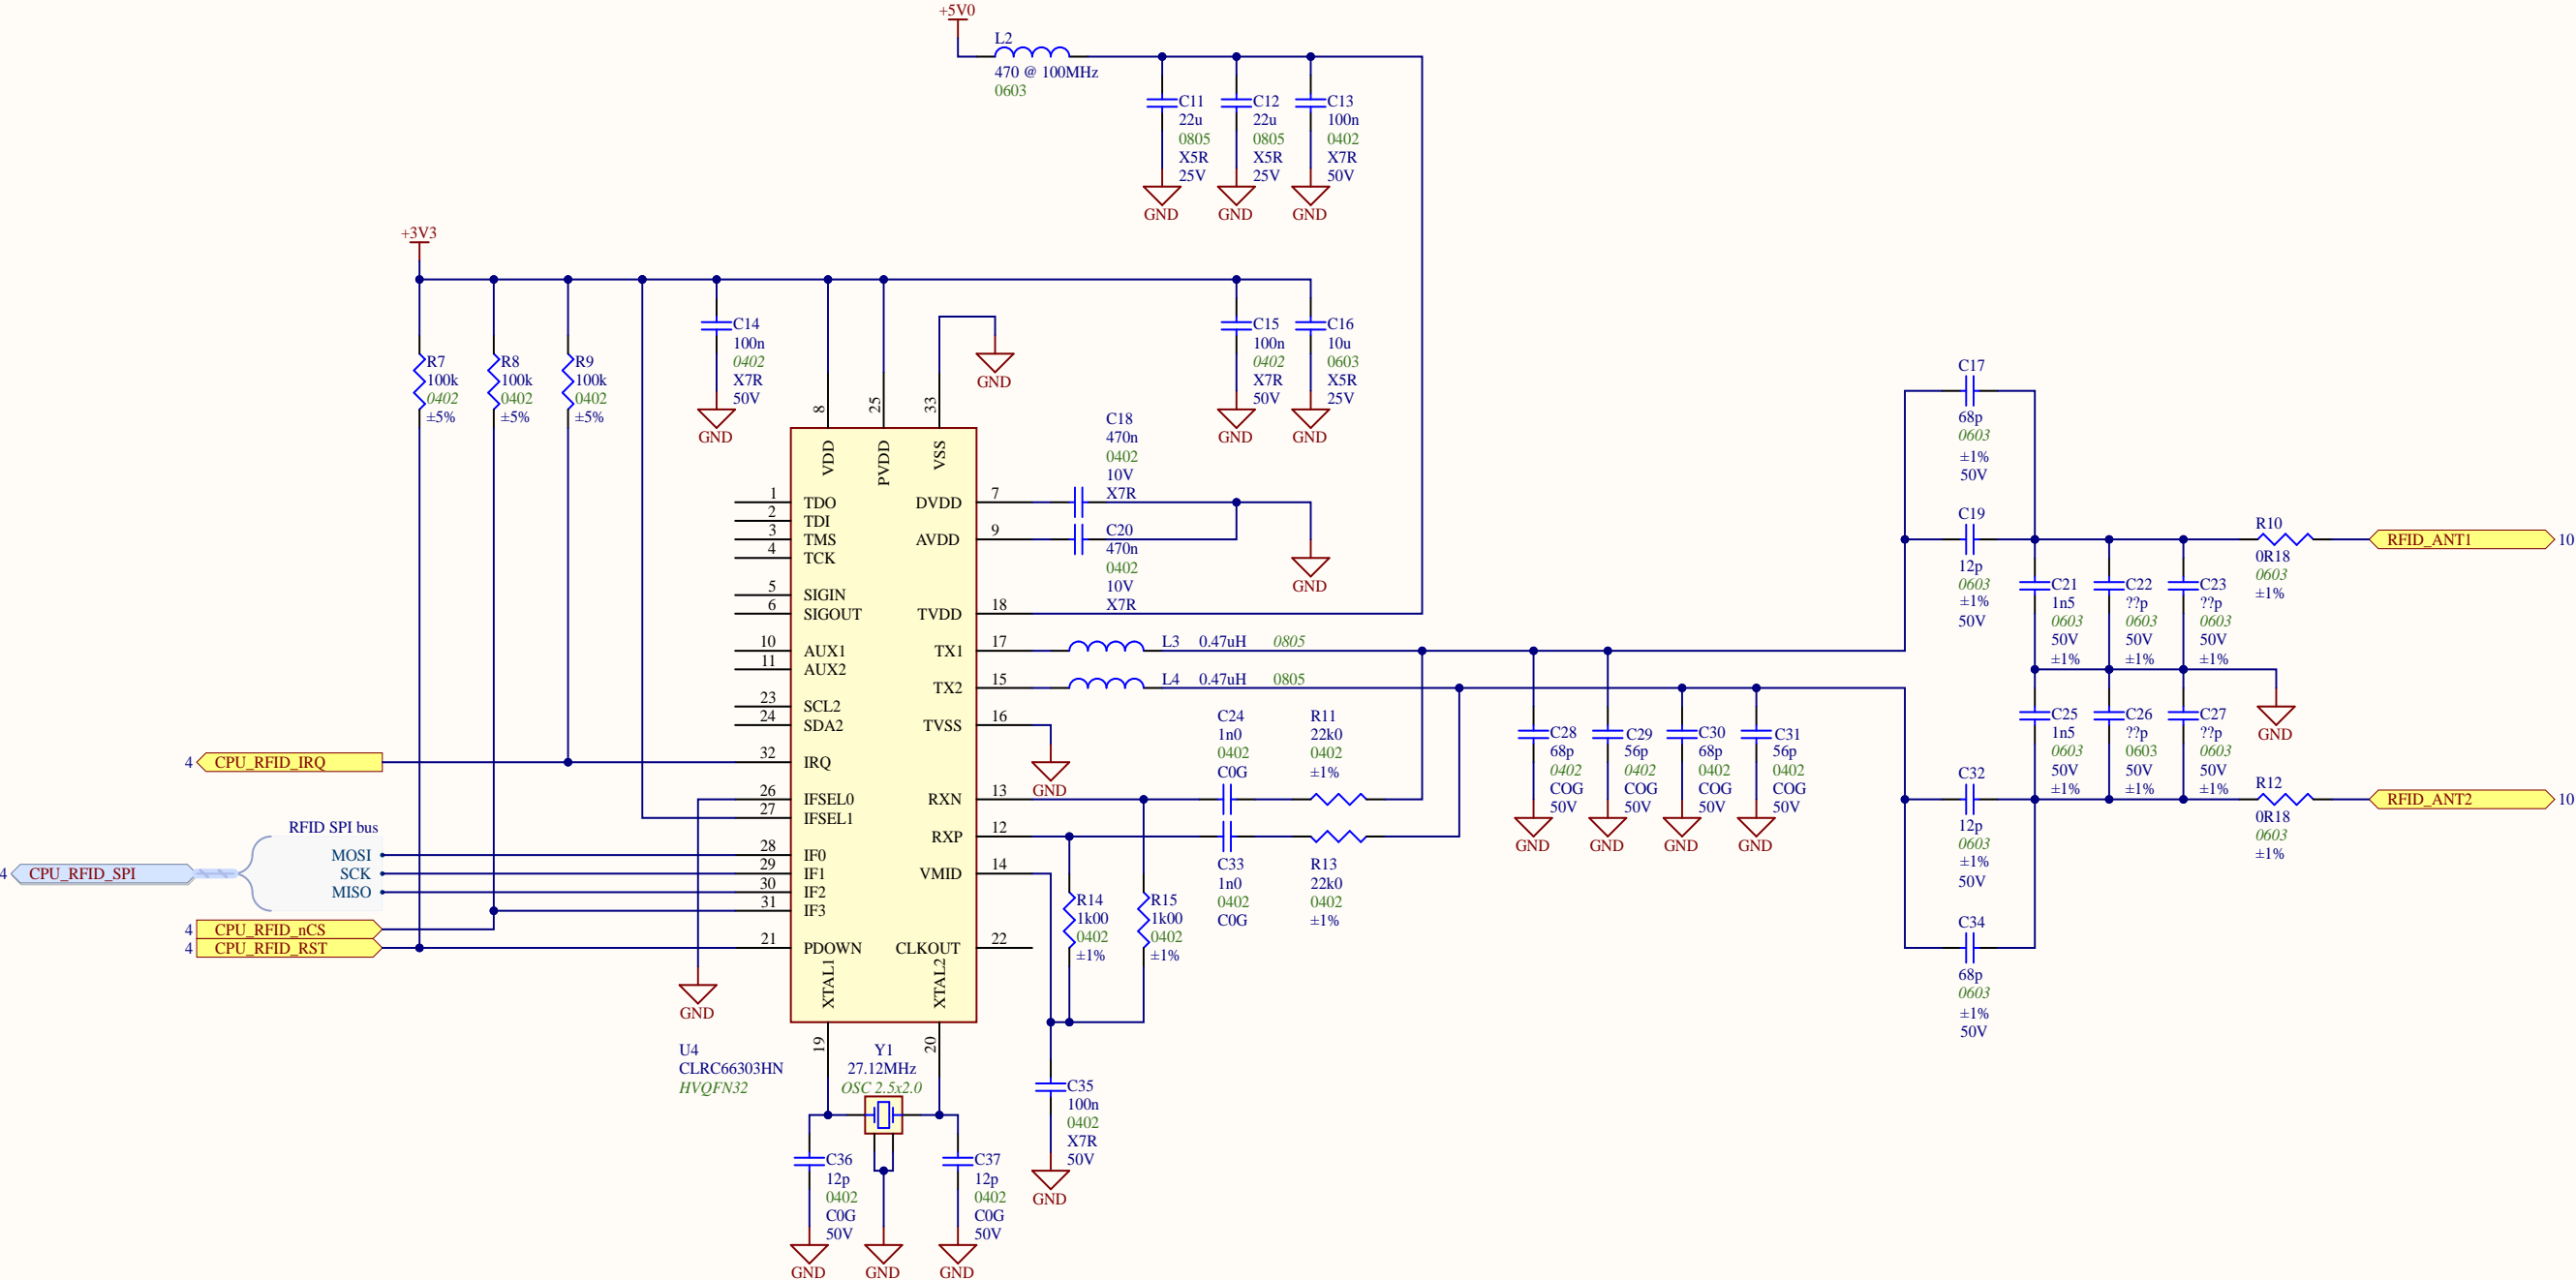 +5V0
L2
470 @ 100MHz
0603
C11
22u
0805
X5R
25V
GND
C12
22u
0805
X5R
25V
GND
C13
100n
0402
X7R
50V
GND
+3V3
R7
100k
0402
±5%
R8
100k
0402
±5%
R9
100k
0402
±5%
C14
100n
0402
X7R
50V
GND
GND
C15
100n
0402
X7R
50V
GND
C16
10u
0603
X5R
25V
GND
C18
470n
0402
10V
X7R
C20
470n
0402
10V
X7R
GND
8
25
33
VDD
PVDD
VSS
1
TDO
2
TDI
3
TMS
4
TCK
5
SIGIN
6
SIGOUT
10
AUX1
11
AUX2
23
SCL2
24
SDA2
32
IRQ
26
IFSEL0
27
IFSEL1
28
IF0
29
IF1
30
IF2
31
IF3
21
PDOWN
7
DVDD
9
AVDD
18
TVDD
17
TX1
15
TX2
16
TVSS
13
RXN
12
RXP
14
VMID
22
CLKOUT
XTAL1
XTAL2
19
20
4 CPU_RFID_IRQ
RFID SPI bus
MOSI
SCK
MISO
4 CPU_RFID_SPI
4 CPU_RFID_nCS
4 CPU_RFID_RST
GND
U4
CLRC66303HN
HVQFN32
Y1
27.12MHz
OSC 2.5x2.0
C36
12p
0402
C0G
50V
GND
GND
C37
12p
0402
C0G
50V
GND
L3 0.47uH 0805
L4 0.47uH 0805
GND
C24
1n0
0402
C0G
R11
22k0
0402
±1%
C33
1n0
0402
C0G
R13
22k0
0402
±1%
R14
1k00
0402
±1%
R15
1k00
0402
±1%
C35
100n
0402
X7R
50V
GND
C28
68p
0402
COG
50V
GND
C29
56p
0402
COG
50V
GND
C30
68p
0402
COG
50V
GND
C31
56p
0402
COG
50V
GND
C17
68p
0603
±1%
50V
C19
12p
0603
±1%
50V
C21
1n5
0603
50V
±1%
C22
??p
0603
50V
±1%
C23
??p
0603
50V
±1%
R10
0R18
0603
±1%
RFID_ANT1 10
GND
C25
1n5
0603
50V
±1%
C26
??p
0603
50V
±1%
C27
??p
0603
50V
±1%
R12
0R18
0603
±1%
RFID_ANT2 10
C32
12p
0603
±1%
50V
C34
68p
0603
±1%
50V